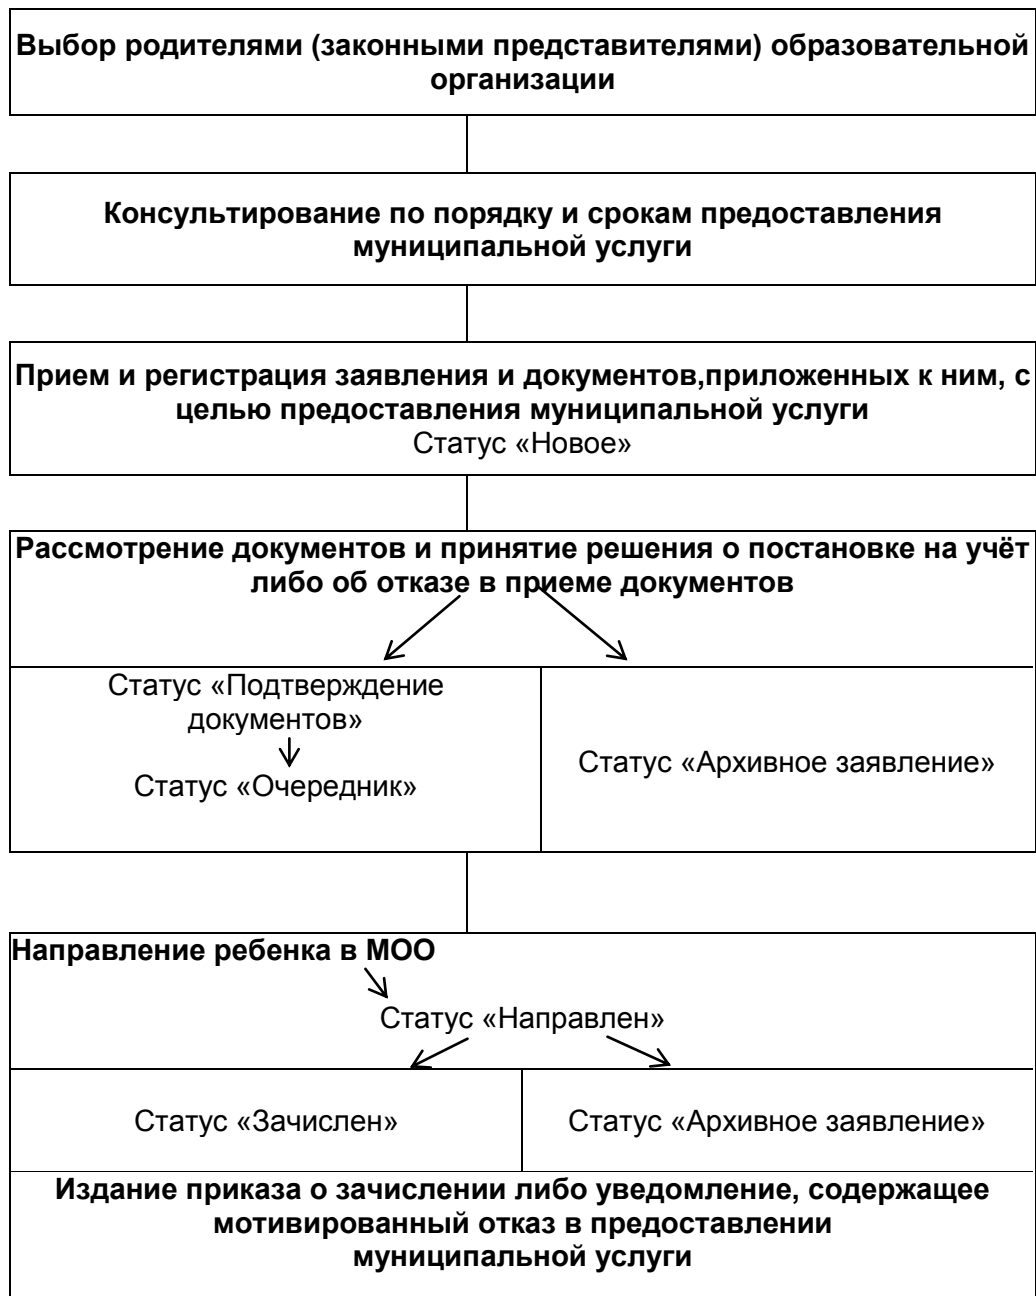 Выбор родителями (законными представителями) образовательной
организации
Консультирование по порядку и срокам предоставления
муниципальной услуги
Прием и регистрация заявления и документов,приложенных к ним, с
целью предоставления муниципальной услуги
Статус «Новое»
Рассмотрение документов и принятие решения о постановке на учёт
либо об отказе в приеме документов
Статус «Подтверждение
документов»
Статус «Очередник»
Статус «Архивное заявление»
Направление ребенка в МОО
Статус «Направлен»
Статус «Зачислен»
Статус «Архивное заявление»
Издание приказа о зачислении либо уведомление, содержащее
мотивированный отказ в предоставлении
муниципальной услуги